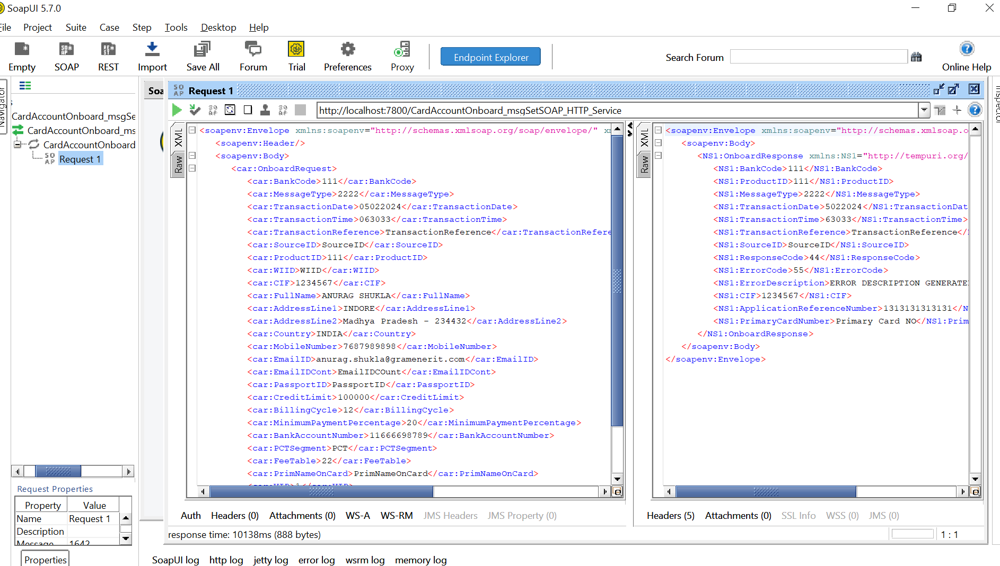 SoapUI 5.7.0
File Project Suite Case Step Tools Desktop Help
Empty SOAP REST Import Save All Forum Trial Preferences Proxy
Endpoint Explorer
Search Forum
Online Help
Navigator
CardAccountOnboard_msgSe
CardAccountOnboard_ms
CardAccountOnboard
Request 1
Soa
Request 1
http://localhost:7800/CardAccountOnboard_msgSetSOAP_HTTP_Service
XML
Raw
<soapenv:Envelope xmlns:soapenv="http://schemas.xmlsoap.org/soap/envelope/"
<soapenv:Header/>
<soapenv:Body>
<car:OnboardRequest>
<car:BankCode>111</car:BankCode>
<car:MessageType>2222</car:MessageType>
<car:TransactionDate>05022024</car:TransactionDate>
<car:TransactionTime>063033</car:TransactionTime>
<car:TransactionReference>TransactionReference</car:TransactionRefere
<car:SourceID>SourceID</car:SourceID>
<car:ProductID>111</car:ProductID>
<car:WIID>WIID</car:WIID>
<car:CIF>1234567</car:CIF>
<car:FullName>ANURAG SHUKLA</car:FullName>
<car:AddressLine1>INDORE</car:AddressLine1>
<car:AddressLine2>Madhya Pradesh - 234432</car:AddressLine2>
<car:Country>INDIA</car:Country>
<car:MobileNumber>7687989898</car:MobileNumber>
<car:EmailID>anurag.shukla@gramenerit.com</car:EmailID>
<car:EmailIDCont>EmailIDCOunt</car:EmailIDCont>
<car:PassportID>PassportID</car:PassportID>
<car:CreditLimit>100000</car:CreditLimit>
<car:BillingCycle>12</car:BillingCycle>
<car:MinimumPaymentPercentage>20</car:MinimumPaymentPercentage>
<car:BankAccountNumber>11666698789</car:BankAccountNumber>
<car:PCTSegment>PCT</car:PCTSegment>
<car:FeeTable>22</car:FeeTable>
<car:PrimNameOnCard>PrimNameOnCard</car:PrimNameOnCard>
XML
Raw
<soapenv:Envelope xmlns:soapenv="http://schemas.xmlsoap.o
<soapenv:Body>
<NS1:OnboardResponse xmlns:NS1="http://tempuri.org/
<NS1:BankCode>111</NS1:BankCode>
<NS1:ProductID>111</NS1:ProductID>
<NS1:MessageType>2222</NS1:MessageType>
<NS1:TransactionDate>5022024</NS1:TransactionDat
<NS1:TransactionTime>63033</NS1:TransactionTime>
<NS1:TransactionReference>TransactionReference</
<NS1:SourceID>SourceID</NS1:SourceID>
<NS1:ResponseCode>44</NS1:ResponseCode>
<NS1:ErrorCode>55</NS1:ErrorCode>
<NS1:ErrorDescription>ERROR DESCRIPTION GENERATE
<NS1:CIF>1234567</NS1:CIF>
<NS1:ApplicationReferenceNumber>1313131313131</N
<NS1:PrimaryCardNumber>Primary Card NO</NS1:Prim
</NS1:OnboardResponse>
</soapenv:Body>
</soapenv:Envelope>
Inspector
Request Properties
Property Value
Name Request 1
Description
Message 1642
Properties
Auth Headers (0) Attachments (0) WS-A WS-RM JMS Headers JMS Property (0)
Headers (5) Attachments (0) SSL Info WSS (0) JMS (0)
response time: 10138ms (888 bytes)
1 : 1
SoapUI log http log jetty log error log wsrm log memory log